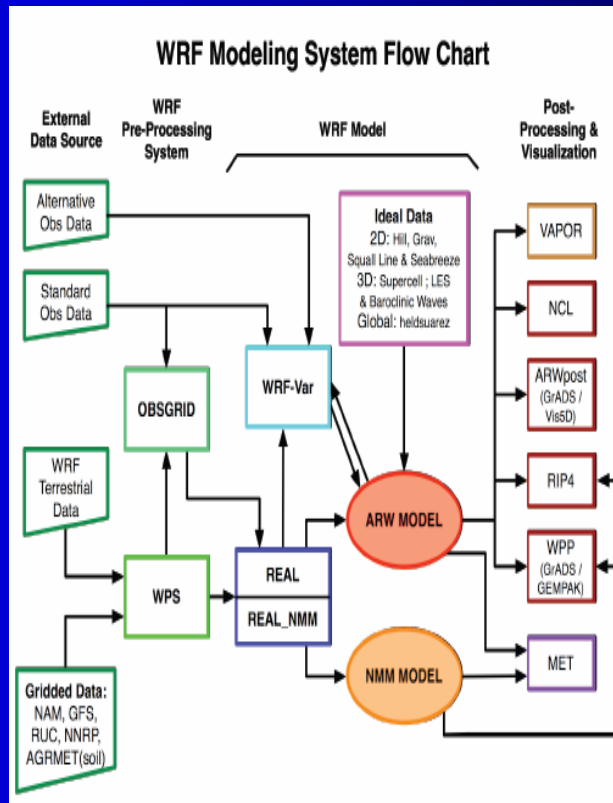 WRF Modeling System Flow Chart
External
Data Source
WRF
Pre-Processing
System
WRF Model
Post-
Processing &
Visualization
Alternative
Obs Data
Standard
Obs Data
OBSGRID
WRF
Terrestrial
Data
WPS
Gridded Data:
NAM, GFS,
RUC, NNRP,
AGRMET(soil)
WRF-Var
REAL
REAL_NMM
Ideal Data
2D: Hill, Grav,
Squall Line & Seabreeze
3D: Supercell ; LES
& Baroclinic Waves
Global: heldsuarez
ARW MODEL
NMM MODEL
VAPOR
NCL
ARWpost
(GrADS /
Vis5D)
RIP4
WPP
(GrADS /
GEMPAK)
MET